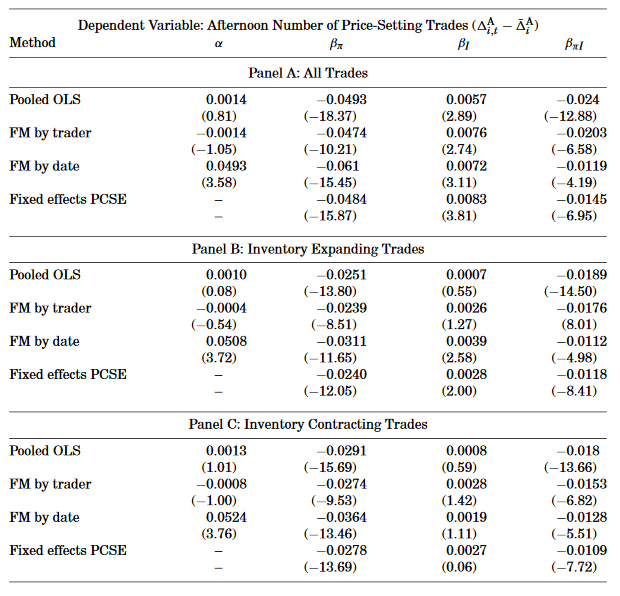 Dependent Variable: Afternoon Number of Price-Setting Trades (Δ^A_{i,t} − Δ̄^A_i)
Method α β_π β_I β_πI
Panel A: All Trades
Pooled OLS 0.0014 −0.0493 0.0057 −0.024
(0.81) (−18.37) (2.89) (−12.88)
FM by trader −0.0014 −0.0474 0.0076 −0.0203
(−1.05) (−10.21) (2.74) (−6.58)
FM by date 0.0493 −0.061 0.0072 −0.0119
(3.58) (−15.45) (3.11) (−4.19)
Fixed effects PCSE – −0.0484 0.0083 −0.0145
– (−15.87) (3.81) (−6.95)
Panel B: Inventory Expanding Trades
Pooled OLS 0.0010 −0.0251 0.0007 −0.0189
(0.08) (−13.80) (0.55) (−14.50)
FM by trader −0.0004 −0.0239 0.0026 −0.0176
(−0.54) (−8.51) (1.27) (8.01)
FM by date 0.0508 −0.0311 0.0039 −0.0112
(3.72) (−11.65) (2.58) (−4.98)
Fixed effects PCSE – −0.0240 0.0028 −0.0118
– (−12.05) (2.00) (−8.41)
Panel C: Inventory Contracting Trades
Pooled OLS 0.0013 −0.0291 0.0008 −0.018
(1.01) (−15.69) (0.59) (−13.66)
FM by trader −0.0008 −0.0274 0.0028 −0.0153
(−1.00) (−9.53) (1.42) (−6.82)
FM by date 0.0524 −0.0364 0.0019 −0.0128
(3.76) (−13.46) (1.11) (−5.51)
Fixed effects PCSE – −0.0278 0.0027 −0.0109
– (−13.69) (0.06) (−7.72)